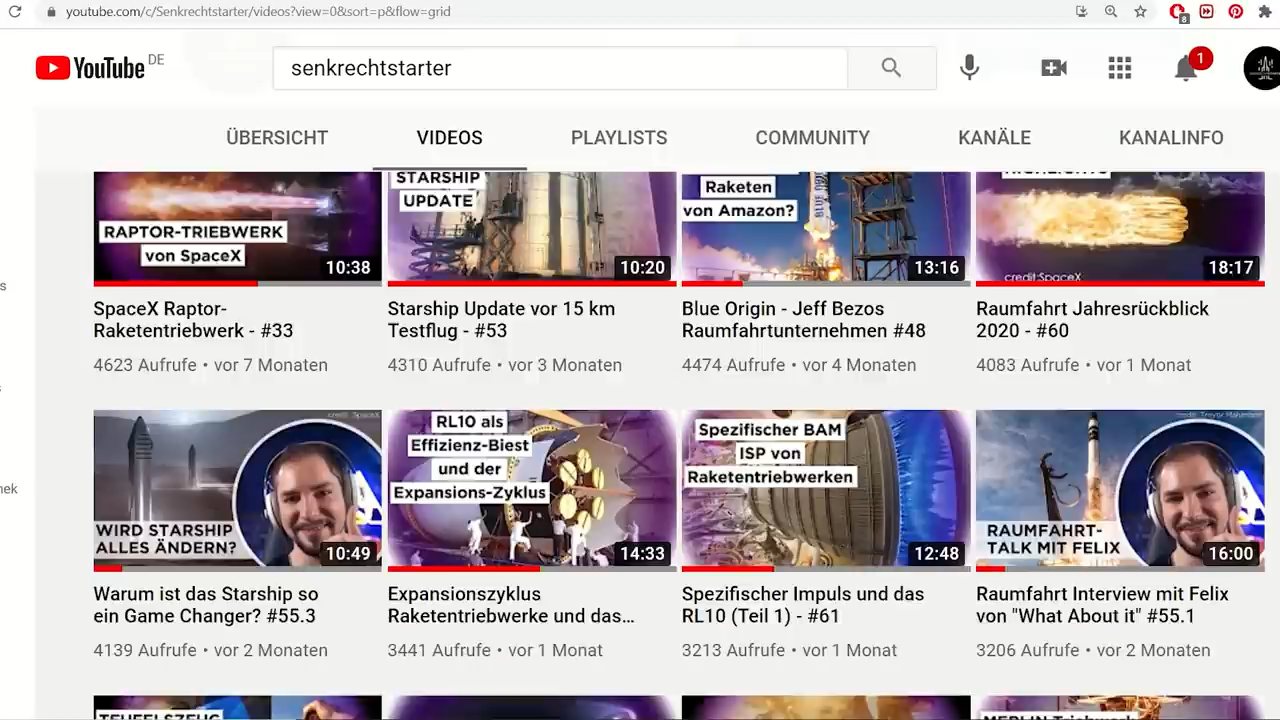 youtube.com/c/Senkrechtstarter/videos?view=0&sort=p&flow=grid
8
YouTube DE
senkrechtstarter
1
ÜBERSICHT
VIDEOS
PLAYLISTS
COMMUNITY
KANÄLE
KANALINFO
RAPTOR-TRIEBWERK
von SpaceX
10:38
STARSHIP
UPDATE
10:20
Raketen
von Amazon?
BLUE
13:16
credit:SpaceX
18:17
SpaceX Raptor-
Raketentriebwerk - #33
4623 Aufrufe • vor 7 Monaten
Starship Update vor 15 km
Testflug - #53
4310 Aufrufe • vor 3 Monaten
Blue Origin - Jeff Bezos
Raumfahrtunternehmen #48
4474 Aufrufe • vor 4 Monaten
Raumfahrt Jahresrückblick
2020 - #60
4083 Aufrufe • vor 1 Monat
s
s
nek
credit: SpaceX
WIRD STARSHIP
ALLES ÄNDERN?
10:49
RL10 als
Effizienz-Biest
und der
Expansions-Zyklus
14:33
Spezifischer BAM
ISP von
Raketentriebwerken
12:48
RAUMFAHRT-
TALK MIT FELIX
16:00
Warum ist das Starship so
ein Game Changer? #55.3
4139 Aufrufe • vor 2 Monaten
Expansionszyklus
Raketentriebwerke und das...
3441 Aufrufe • vor 1 Monat
Spezifischer Impuls und das
RL10 (Teil 1) - #61
3213 Aufrufe • vor 1 Monat
Raumfahrt Interview mit Felix
von "What About it" #55.1
3206 Aufrufe • vor 2 Monaten
TEUFELSZEUG
MERLIN-Triebwerk